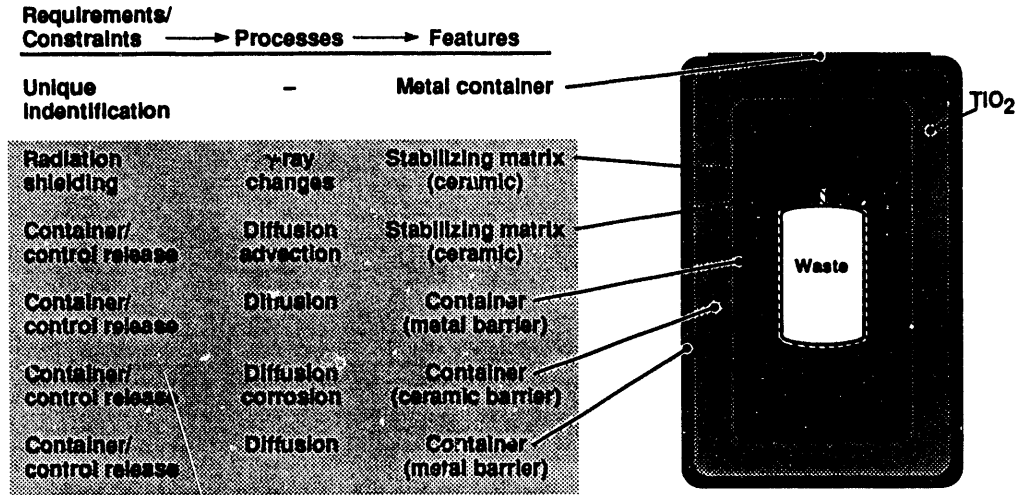 Requirements/
Constraints → Processes → Features
Unique – Metal container
Indentification
TIO2
Radiation γ-ray Stabilizing matrix
shielding changes (ceramic)
Container/ Diffusion Stabilizing matrix
control release advection (ceramic)
Waste
Container/ Diffusion Container
control release (metal barrier)
Container/ Diffusion Container
control release corrosion (ceramic barrier)
Container/ Diffusion Container
control release (metal barrier)